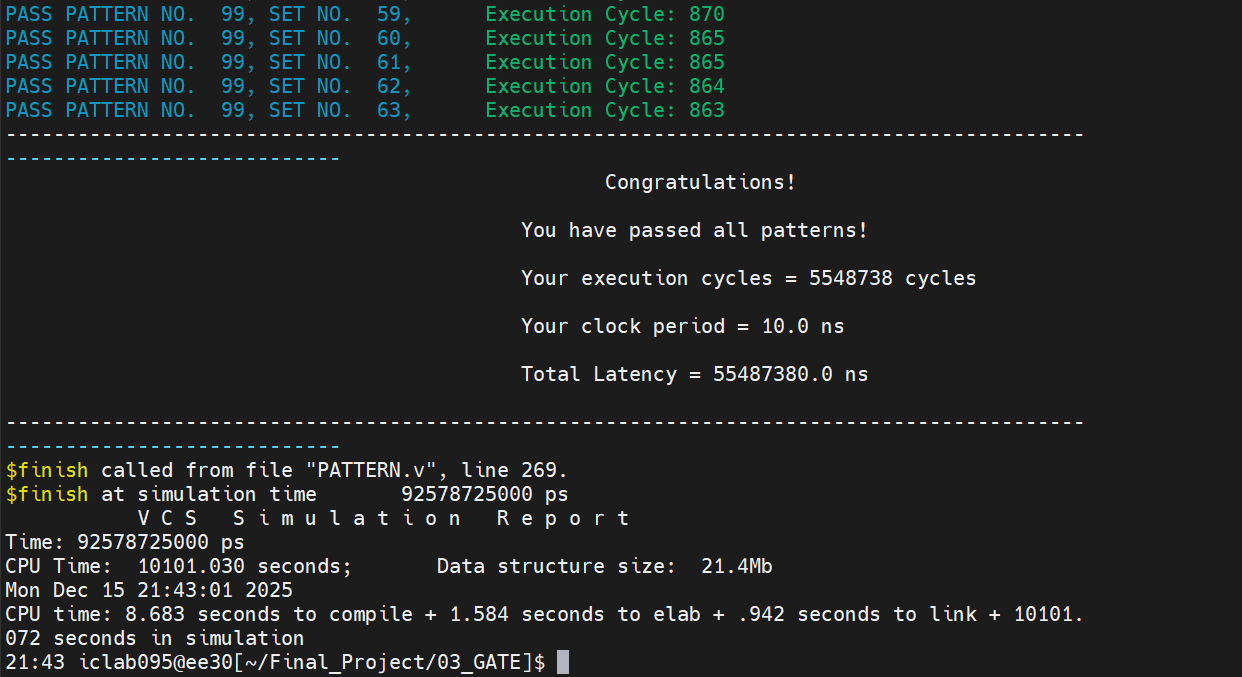 PASS PATTERN NO.  99, SET NO.  59,      Execution Cycle: 870
PASS PATTERN NO.  99, SET NO.  60,      Execution Cycle: 865
PASS PATTERN NO.  99, SET NO.  61,      Execution Cycle: 865
PASS PATTERN NO.  99, SET NO.  62,      Execution Cycle: 864
PASS PATTERN NO.  99, SET NO.  63,      Execution Cycle: 863
------------------------------------------------------------------------------------------
----------------------------
Congratulations!
You have passed all patterns!
Your execution cycles = 5548738 cycles
Your clock period = 10.0 ns
Total Latency = 55487380.0 ns
------------------------------------------------------------------------------------------
----------------------------
$finish called from file "PATTERN.v", line 269.
$finish at simulation time       92578725000 ps
V C S   S i m u l a t i o n   R e p o r t
Time: 92578725000 ps
CPU Time:  10101.030 seconds;       Data structure size:  21.4Mb
Mon Dec 15 21:43:01 2025
CPU time: 8.683 seconds to compile + 1.584 seconds to elab + .942 seconds to link + 10101.
072 seconds in simulation
21:43 iclab095@ee30[~/Final_Project/03_GATE]$